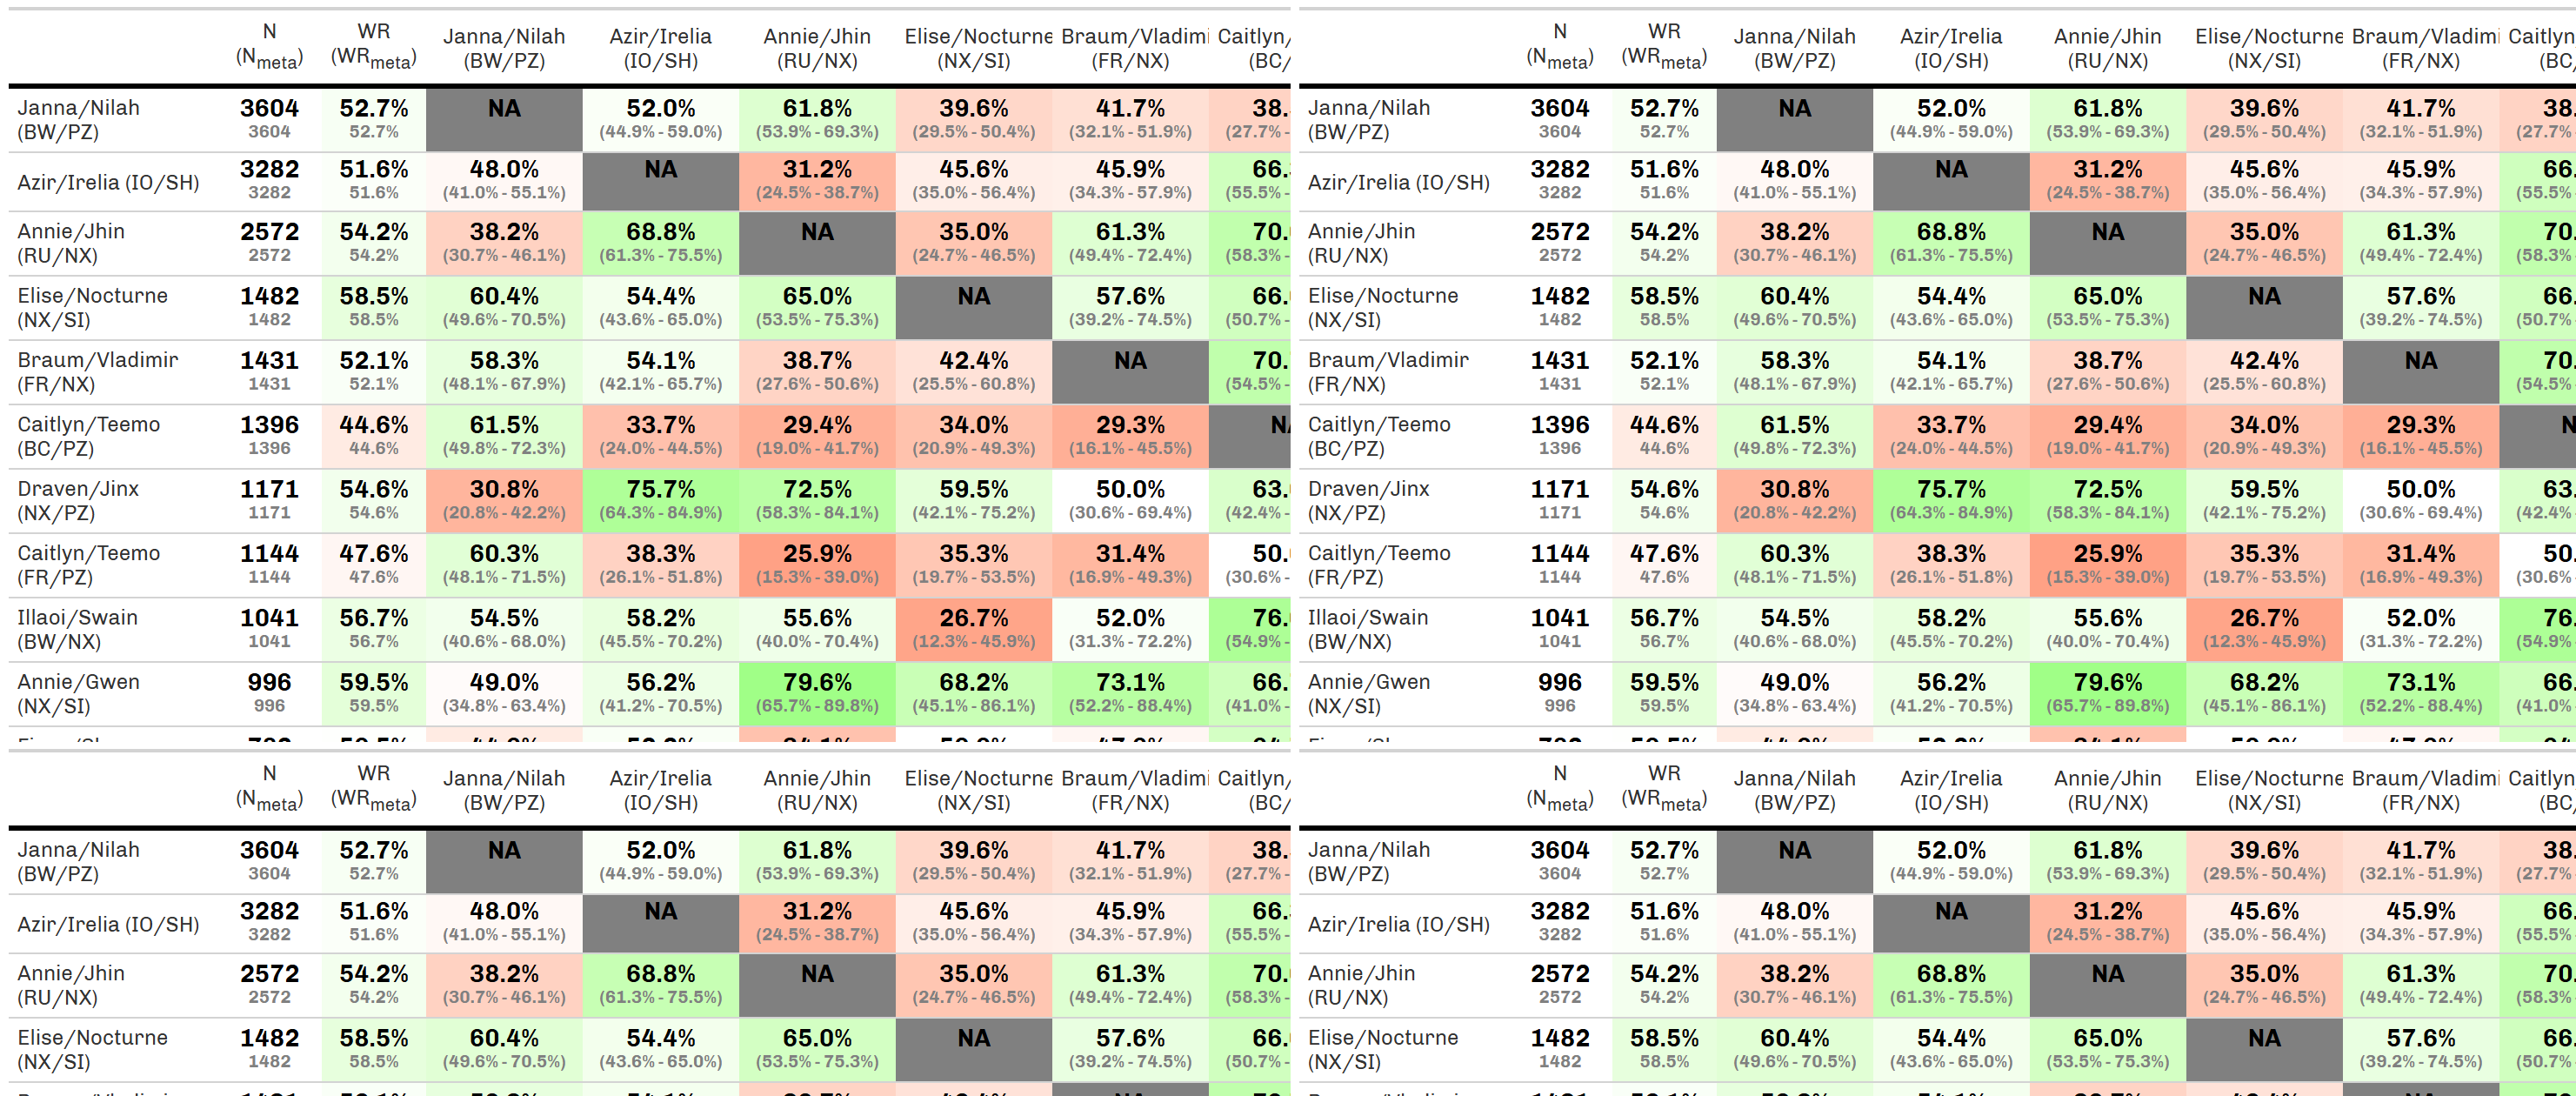 N WR Janna/Nilah Azir/Irelia Annie/Jhin Elise/Nocturne Braum/Vladimi Caitlyn/
(Nmeta) (WRmeta) (BW/PZ) (IO/SH) (RU/NX) (NX/SI) (FR/NX) (BC/
Janna/Nilah 3604 52.7% NA 52.0% 61.8% 39.6% 41.7% 38.
(BW/PZ) 3604 52.7% (44.9% - 59.0%) (53.9% - 69.3%) (29.5% - 50.4%) (32.1% - 51.9%) (27.7% -
Azir/Irelia (IO/SH) 3282 51.6% 48.0% NA 31.2% 45.6% 45.9% 66.
3282 51.6% (41.0% - 55.1%) (24.5% - 38.7%) (35.0% - 56.4%) (34.3% - 57.9%) (55.5% -
Annie/Jhin 2572 54.2% 38.2% 68.8% NA 35.0% 61.3% 70.
(RU/NX) 2572 54.2% (30.7% - 46.1%) (61.3% - 75.5%) (24.7% - 46.5%) (49.4% - 72.4%) (58.3% -
Elise/Nocturne 1482 58.5% 60.4% 54.4% 65.0% NA 57.6% 66.
(NX/SI) 1482 58.5% (49.6% - 70.5%) (43.6% - 65.0%) (53.5% - 75.3%) (39.2% - 74.5%) (50.7% -
Braum/Vladimir 1431 52.1% 58.3% 54.1% 38.7% 42.4% NA 70.
(FR/NX) 1431 52.1% (48.1% - 67.9%) (42.1% - 65.7%) (27.6% - 50.6%) (25.5% - 60.8%) (54.5% -
Caitlyn/Teemo 1396 44.6% 61.5% 33.7% 29.4% 34.0% 29.3% NA
(BC/PZ) 1396 44.6% (49.8% - 72.3%) (24.0% - 44.5%) (19.0% - 41.7%) (20.9% - 49.3%) (16.1% - 45.5%)
Draven/Jinx 1171 54.6% 30.8% 75.7% 72.5% 59.5% 50.0% 63.
(NX/PZ) 1171 54.6% (20.8% - 42.2%) (64.3% - 84.9%) (58.3% - 84.1%) (42.1% - 75.2%) (30.6% - 69.4%) (42.4% -
Caitlyn/Teemo 1144 47.6% 60.3% 38.3% 25.9% 35.3% 31.4% 50.
(FR/PZ) 1144 47.6% (48.1% - 71.5%) (26.1% - 51.8%) (15.3% - 39.0%) (19.7% - 53.5%) (16.9% - 49.3%) (30.6% -
Illaoi/Swain 1041 56.7% 54.5% 58.2% 55.6% 26.7% 52.0% 76.
(BW/NX) 1041 56.7% (40.6% - 68.0%) (45.5% - 70.2%) (40.0% - 70.4%) (12.3% - 45.9%) (31.3% - 72.2%) (54.9% -
Annie/Gwen 996 59.5% 49.0% 56.2% 79.6% 68.2% 73.1% 66.
(NX/SI) 996 59.5% (34.8% - 63.4%) (41.2% - 70.5%) (65.7% - 89.8%) (45.1% - 86.1%) (52.2% - 88.4%) (41.0% -
N WR Janna/Nilah Azir/Irelia Annie/Jhin Elise/Nocturne Braum/Vladimi Caitlyn
(Nmeta) (WRmeta) (BW/PZ) (IO/SH) (RU/NX) (NX/SI) (FR/NX) (BC/
Janna/Nilah 3604 52.7% NA 52.0% 61.8% 39.6% 41.7% 38.
(BW/PZ) 3604 52.7% (44.9% - 59.0%) (53.9% - 69.3%) (29.5% - 50.4%) (32.1% - 51.9%) (27.7%
Azir/Irelia (IO/SH) 3282 51.6% 48.0% NA 31.2% 45.6% 45.9% 66.
3282 51.6% (41.0% - 55.1%) (24.5% - 38.7%) (35.0% - 56.4%) (34.3% - 57.9%) (55.5%
Annie/Jhin 2572 54.2% 38.2% 68.8% NA 35.0% 61.3% 70.
(RU/NX) 2572 54.2% (30.7% - 46.1%) (61.3% - 75.5%) (24.7% - 46.5%) (49.4% - 72.4%) (58.3%
Elise/Nocturne 1482 58.5% 60.4% 54.4% 65.0% NA 57.6% 66.
(NX/SI) 1482 58.5% (49.6% - 70.5%) (43.6% - 65.0%) (53.5% - 75.3%) (39.2% - 74.5%) (50.7%
Braum/Vladimir 1431 52.1% 58.3% 54.1% 38.7% 42.4% NA 70.
(FR/NX) 1431 52.1% (48.1% - 67.9%) (42.1% - 65.7%) (27.6% - 50.6%) (25.5% - 60.8%) (54.5%
Caitlyn/Teemo 1396 44.6% 61.5% 33.7% 29.4% 34.0% 29.3% N
(BC/PZ) 1396 44.6% (49.8% - 72.3%) (24.0% - 44.5%) (19.0% - 41.7%) (20.9% - 49.3%) (16.1% - 45.5%)
Draven/Jinx 1171 54.6% 30.8% 75.7% 72.5% 59.5% 50.0% 63.
(NX/PZ) 1171 54.6% (20.8% - 42.2%) (64.3% - 84.9%) (58.3% - 84.1%) (42.1% - 75.2%) (30.6% - 69.4%) (42.4%
Caitlyn/Teemo 1144 47.6% 60.3% 38.3% 25.9% 35.3% 31.4% 50.
(FR/PZ) 1144 47.6% (48.1% - 71.5%) (26.1% - 51.8%) (15.3% - 39.0%) (19.7% - 53.5%) (16.9% - 49.3%) (30.6%
Illaoi/Swain 1041 56.7% 54.5% 58.2% 55.6% 26.7% 52.0% 76.
(BW/NX) 1041 56.7% (40.6% - 68.0%) (45.5% - 70.2%) (40.0% - 70.4%) (12.3% - 45.9%) (31.3% - 72.2%) (54.9%
Annie/Gwen 996 59.5% 49.0% 56.2% 79.6% 68.2% 73.1% 66.
(NX/SI) 996 59.5% (34.8% - 63.4%) (41.2% - 70.5%) (65.7% - 89.8%) (45.1% - 86.1%) (52.2% - 88.4%) (41.0%
N WR Janna/Nilah Azir/Irelia Annie/Jhin Elise/Nocturne Braum/Vladimi Caitlyn/
(Nmeta) (WRmeta) (BW/PZ) (IO/SH) (RU/NX) (NX/SI) (FR/NX) (BC/
Janna/Nilah 3604 52.7% NA 52.0% 61.8% 39.6% 41.7% 38.
(BW/PZ) 3604 52.7% (44.9% - 59.0%) (53.9% - 69.3%) (29.5% - 50.4%) (32.1% - 51.9%) (27.7% -
Azir/Irelia (IO/SH) 3282 51.6% 48.0% NA 31.2% 45.6% 45.9% 66.
3282 51.6% (41.0% - 55.1%) (24.5% - 38.7%) (35.0% - 56.4%) (34.3% - 57.9%) (55.5% -
Annie/Jhin 2572 54.2% 38.2% 68.8% NA 35.0% 61.3% 70.
(RU/NX) 2572 54.2% (30.7% - 46.1%) (61.3% - 75.5%) (24.7% - 46.5%) (49.4% - 72.4%) (58.3% -
Elise/Nocturne 1482 58.5% 60.4% 54.4% 65.0% NA 57.6% 66.
(NX/SI) 1482 58.5% (49.6% - 70.5%) (43.6% - 65.0%) (53.5% - 75.3%) (39.2% - 74.5%) (50.7% -
N WR Janna/Nilah Azir/Irelia Annie/Jhin Elise/Nocturne Braum/Vladimi Caitlyn
(Nmeta) (WRmeta) (BW/PZ) (IO/SH) (RU/NX) (NX/SI) (FR/NX) (BC/
Janna/Nilah 3604 52.7% NA 52.0% 61.8% 39.6% 41.7% 38.
(BW/PZ) 3604 52.7% (44.9% - 59.0%) (53.9% - 69.3%) (29.5% - 50.4%) (32.1% - 51.9%) (27.7%
Azir/Irelia (IO/SH) 3282 51.6% 48.0% NA 31.2% 45.6% 45.9% 66.
3282 51.6% (41.0% - 55.1%) (24.5% - 38.7%) (35.0% - 56.4%) (34.3% - 57.9%) (55.5%
Annie/Jhin 2572 54.2% 38.2% 68.8% NA 35.0% 61.3% 70.
(RU/NX) 2572 54.2% (30.7% - 46.1%) (61.3% - 75.5%) (24.7% - 46.5%) (49.4% - 72.4%) (58.3%
Elise/Nocturne 1482 58.5% 60.4% 54.4% 65.0% NA 57.6% 66.
(NX/SI) 1482 58.5% (49.6% - 70.5%) (43.6% - 65.0%) (53.5% - 75.3%) (39.2% - 74.5%) (50.7%